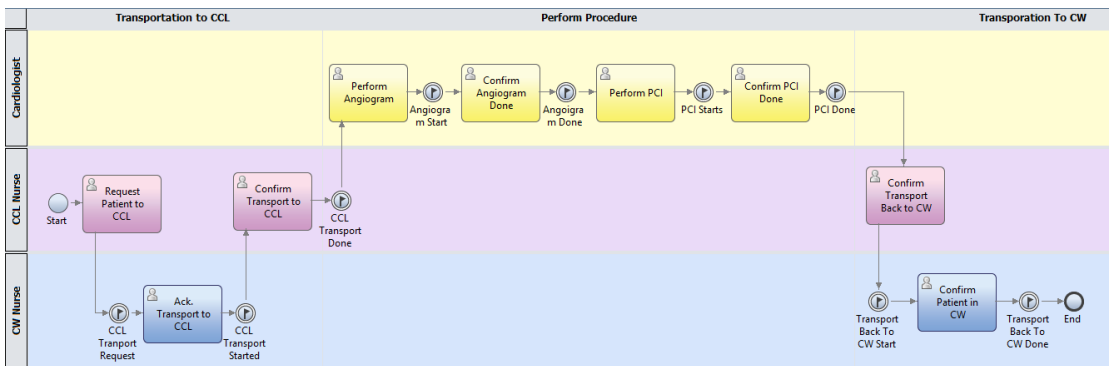 Transportation to CCL
Perform Procedure
Transporation To CW
Cardiologist
Perform
Angiogram
Angiogra
m Start
Confirm
Angiogram
Done
Angoigra
m Done
Perform PCI
PCI Starts
Confirm PCI
Done
PCI Done
CCL Nurse
Start
Request
Patient to
CCL
Confirm
Transport to
CCL
CCL
Transport
Done
Confirm
Transport
Back to CW
CW Nurse
CCL
Tranport
Request
Ack.
Transport to
CCL
CCL
Transport
Started
Transport
Back To
CW Start
Confirm
Patient in
CW
Transport
Back To
CW Done
End